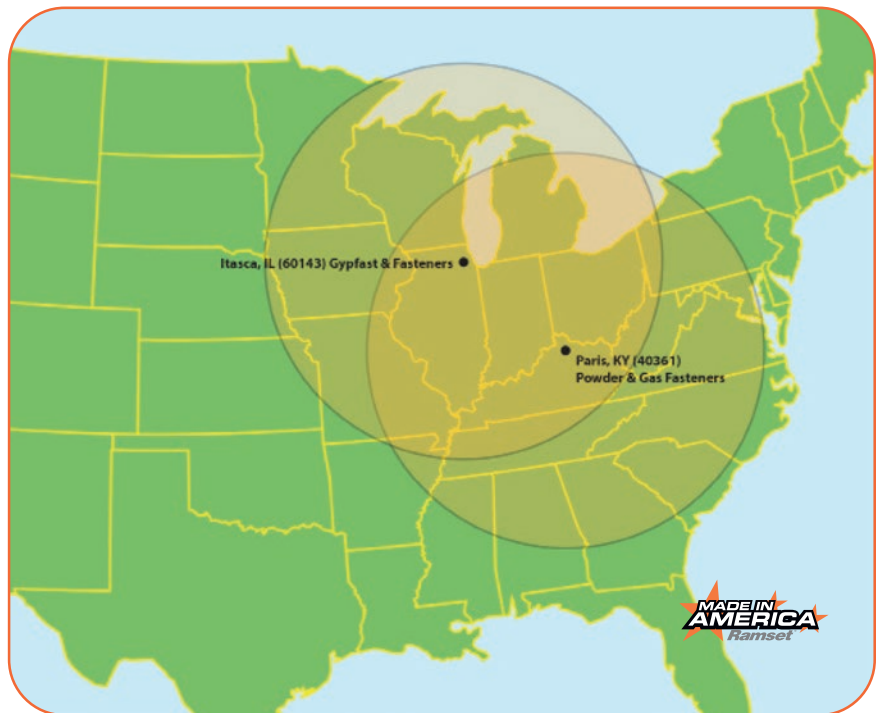 Itasca, IL (60143) Gypfast & Fasteners
Paris, KY (40361)
Powder & Gas Fasteners
MADE IN
AMERICA
Ramset